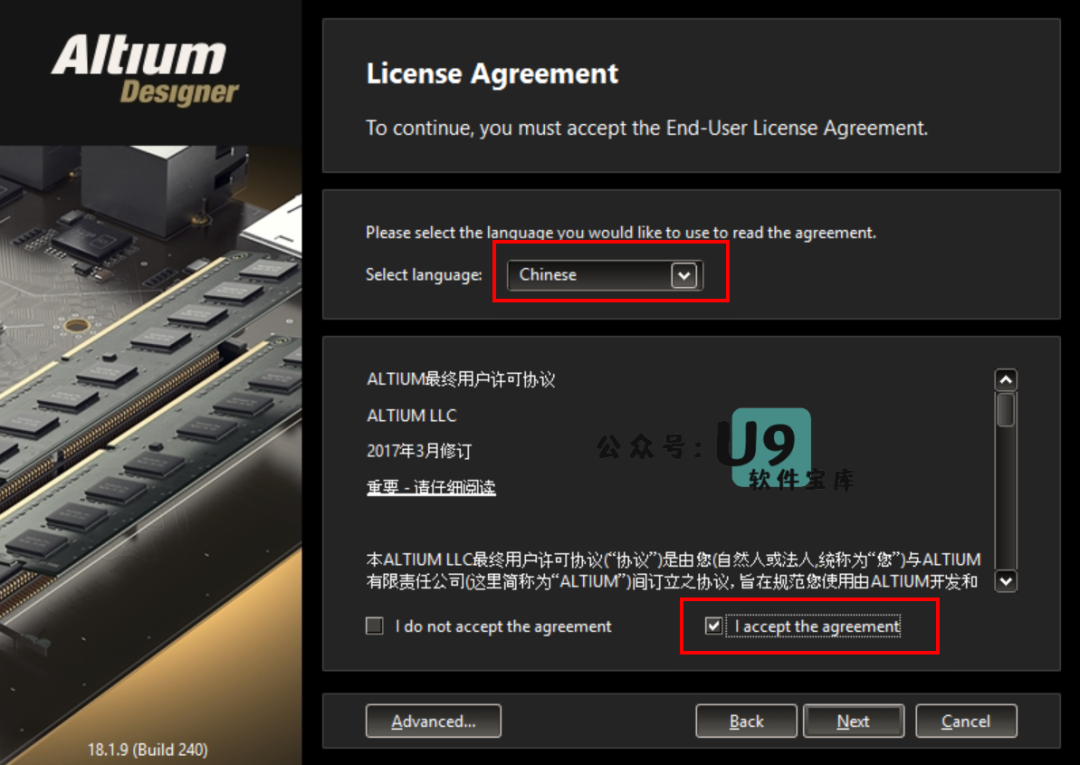 Altium
Designer
License Agreement
To continue, you must accept the End-User License Agreement.
Please select the language you would like to use to read the agreement.
Select language:
Chinese
ALTIUM最终用户许可协议
ALTIUM LLC
2017年3月修订
重要 - 请仔细阅读
公众号:
U9
软件宝库
本ALTIUM LLC最终用户许可协议(“协议”)是由您(自然人或法人,统称为“您”)与ALTIUM
有限责任公司(这里简称为“ALTIUM”)间订立之协议，旨在规范您使用由ALTIUM开发和
I do not accept the agreement
I accept the agreement
Advanced...
Back
Next
Cancel
18.1.9 (Build 240)